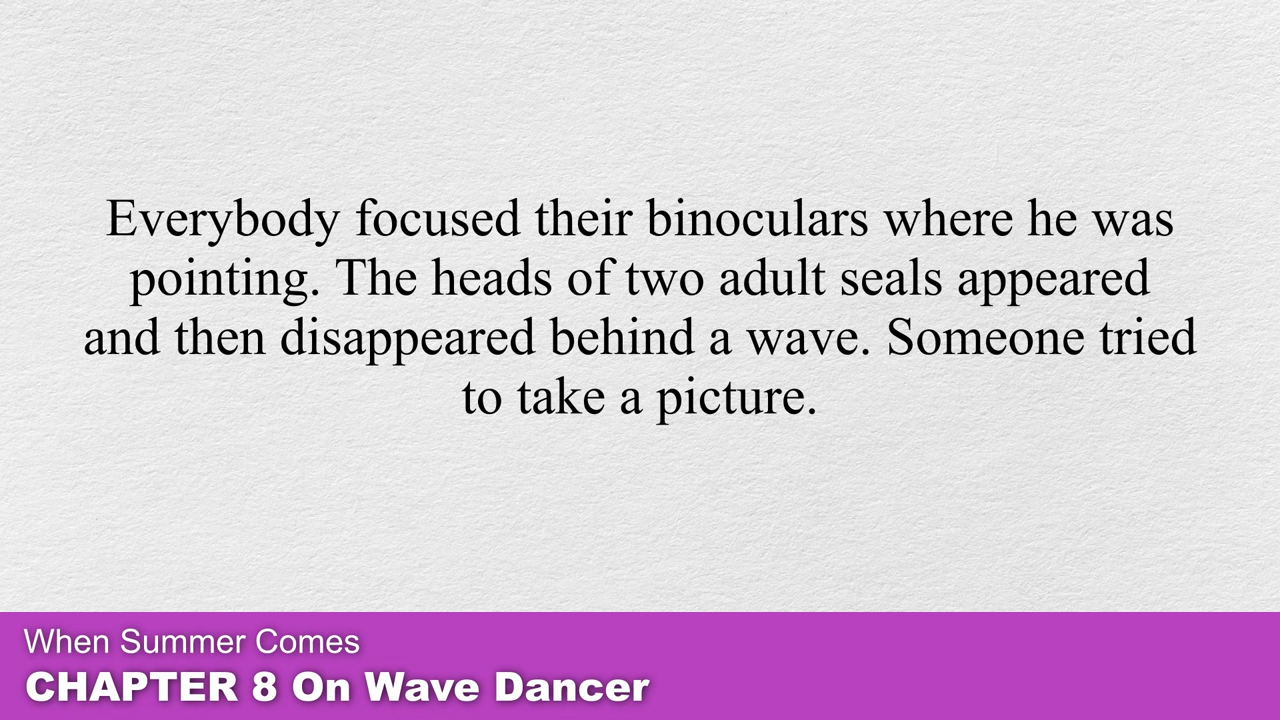 Everybody focused their binoculars where he was
pointing. The heads of two adult seals appeared
and then disappeared behind a wave. Someone tried
to take a picture.
When Summer Comes
CHAPTER 8 On Wave Dancer